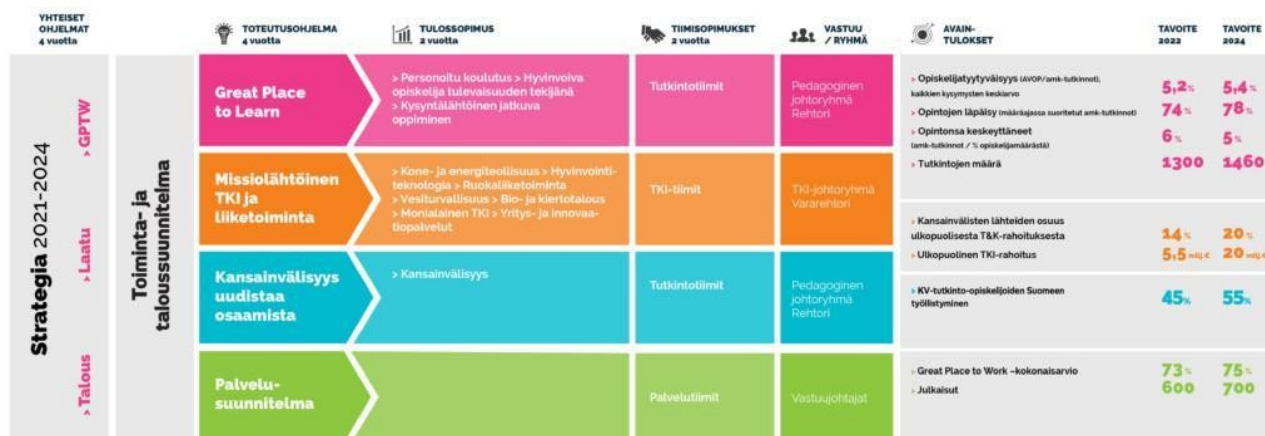 YHTEISET
OHJELMAT
4 vuotta
TOTEUTUSOHJELMA
4 vuotta
TULOSSOPIMUS
2 vuotta
TIIMISOPIMUKSET
2 vuotta
VASTUU
/ RYHMÄ
AVAIN-
TULOKSET
TAVOITE
2022
TAVOITE
2024
Strategia 2021-2024
> GPTW
> Laatu
> Talous
Toiminta- ja
taloussuunnitelma
Great Place
to Learn
> Personoitu koulutus > Hyvinvoiva
opiskelija tulevaisuuden tekijänä
> Kysyntälähtöinen jatkuva
oppiminen
Tutkintotiimit
Pedagoginen
johtoryhmä
Rehtori
> Opiskelijatyytyväisyys (AVOP/amk-tutkinnot),
kaikkien kysymysten keskiarvo
5,2% 5,4%
> Opintojen läpäisy (määräajassa suoritetut amk-tutkinnot)
74% 78%
> Opintonsa keskeyttäneet
(amk-tutkinnot / % opiskelijamäärästä)
6% 5%
> Tutkintojen määrä
1300 1460
Missiolähtöinen
TKI ja
liiketoiminta
> Kone- ja energiteollisuus > Hyvinvointi-
teknologia > Ruokaliiketoiminta
> Vesiturvallisuus > Bio- ja kiertotalous
> Monialainen TKI > Yritys- ja innovaa-
tiopalvelut
TKI-tiimit
TKI-johtoryhmä
Vararehtori
> Kansainvälisten lähteiden osuus
ulkopuolisesta T&K-rahoituksesta
14% 20%
> Ulkopuolinen TKI-rahoitus
5,5 milj.€ 20 milj.€
Kansainvälisyys
uudistaa
osaamista
> Kansainvälisyys
Tutkintotiimit
Pedagoginen
johtoryhmä
Rehtori
> KV-tutkinto-opiskelijoiden Suomeen
työllistyminen
45% 55%
Palvelu-
suunnitelma
Palvelutiimit
Vastuujohtajat
> Great Place to Work –kokonaisarvio
73% 75%
> Julkaisut
600 700